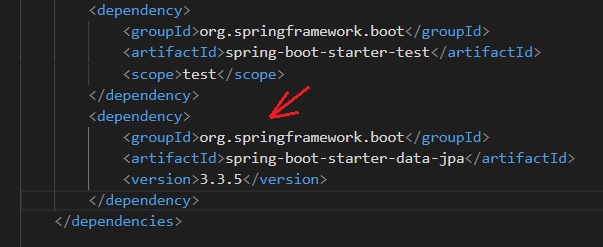 <dependency>
<groupId>org.springframework.boot</groupId>
<artifactId>spring-boot-starter-test</artifactId>
<scope>test</scope>
</dependency>
<dependency>
<groupId>org.springframework.boot</groupId>
<artifactId>spring-boot-starter-data-jpa</artifactId>
<version>3.3.5</version>
</dependency>
</dependencies>